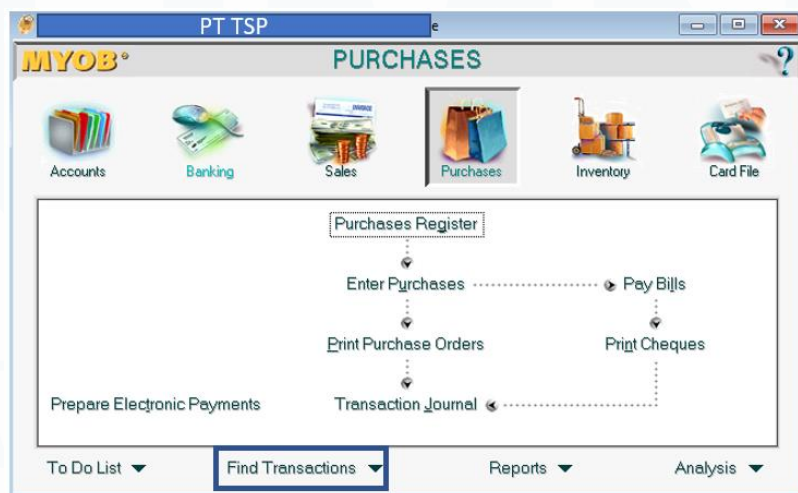 PT TSP
e
MYOB®
PURCHASES
?
Accounts
Banking
Sales
Purchases
Inventory
Card File
INVOICE
Purchases Register
Enter Purchases
Pay Bills
Print Purchase Orders
Print Cheques
Prepare Electronic Payments
Transaction Journal
To Do List
Find Transactions
Reports
Analysis